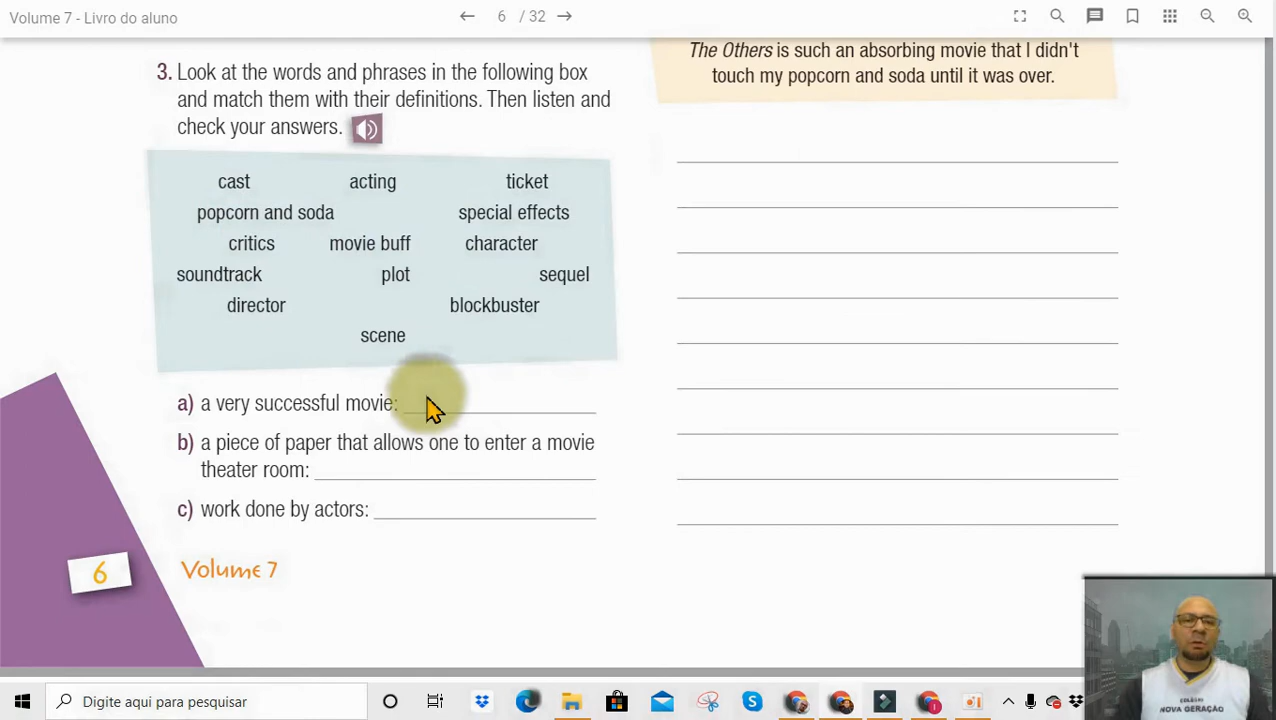 Volume 7 - Livro do aluno
6 / 32
3. Look at the words and phrases in the following box
and match them with their definitions. Then listen and
check your answers.
cast acting ticket
popcorn and soda special effects
critics movie buff character
soundtrack plot sequel
director blockbuster
scene
a) a very successful movie:
b) a piece of paper that allows one to enter a movie
theater room:
c) work done by actors:
6 Volume 7
The Others is such an absorbing movie that I didn't
touch my popcorn and soda until it was over.
COLÉGIO
NOVA GERAÇÃO
Digite aqui para pesquisar